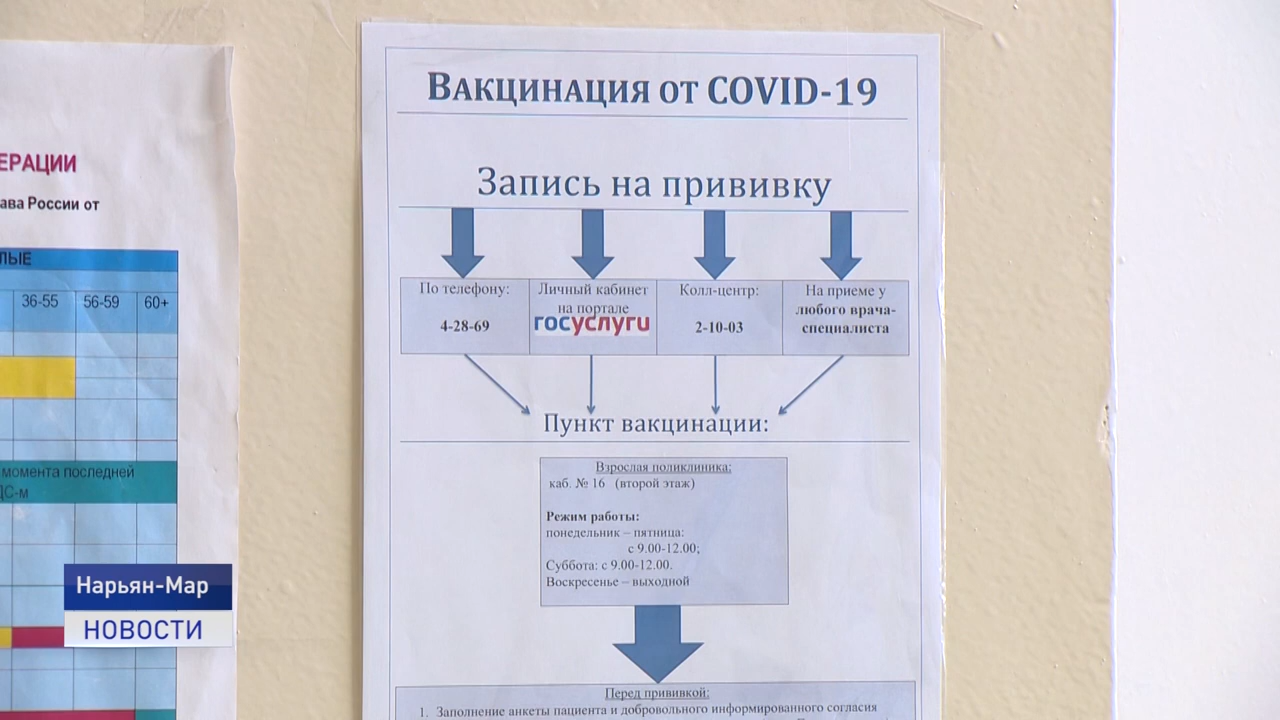 ЕРАЦИИ
ава России от
ЛЫЕ
36-55 56-59 60+
момента последней
ДС-м
Вакцинация от COVID-19
Запись на прививку
По телефону:
4-28-69
Личный кабинет
на портале
госуслуги
Колл-центр:
2-10-03
На приеме у
любого врача-
специалиста
Пункт вакцинации:
Взрослая поликлиника:
каб. № 16 (второй этаж)
Режим работы:
понедельник – пятница:
с 9.00-12.00;
Суббота: с 9.00-12.00.
Воскресенье – выходной
Перед прививкой:
1. Заполнение анкеты пациента и добровольного информированного согласия
Нарьян-Мар
НОВОСТИ